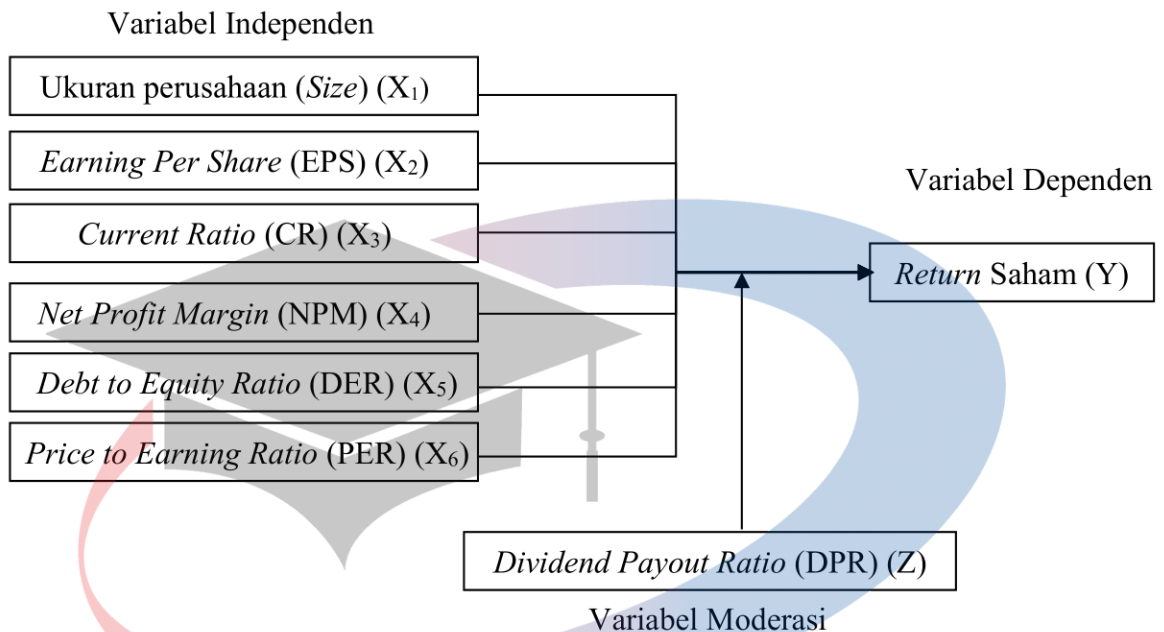 Variabel Independen
Ukuran perusahaan (Size) (X₁)
Earning Per Share (EPS) (X₂)
Current Ratio (CR) (X₃)
Net Profit Margin (NPM) (X₄)
Debt to Equity Ratio (DER) (X₅)
Price to Earning Ratio (PER) (X₆)
Variabel Dependen
Return Saham (Y)
Dividend Payout Ratio (DPR) (Z)
Variabel Moderasi